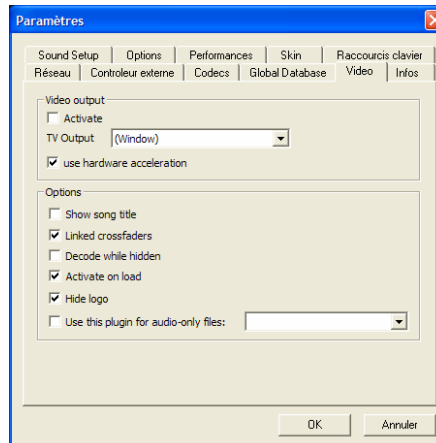 Paramètres
Sound Setup Options Performances Skin Raccourcis clavier
Réseau Controleur externe Codecs Global Database Video Infos
Video output
Activate
TV Output (Window)
use hardware acceleration
Options
Show song title
Linked crossfaders
Decode while hidden
Activate on load
Hide logo
Use this plugin for audio-only files:
OK Annuler